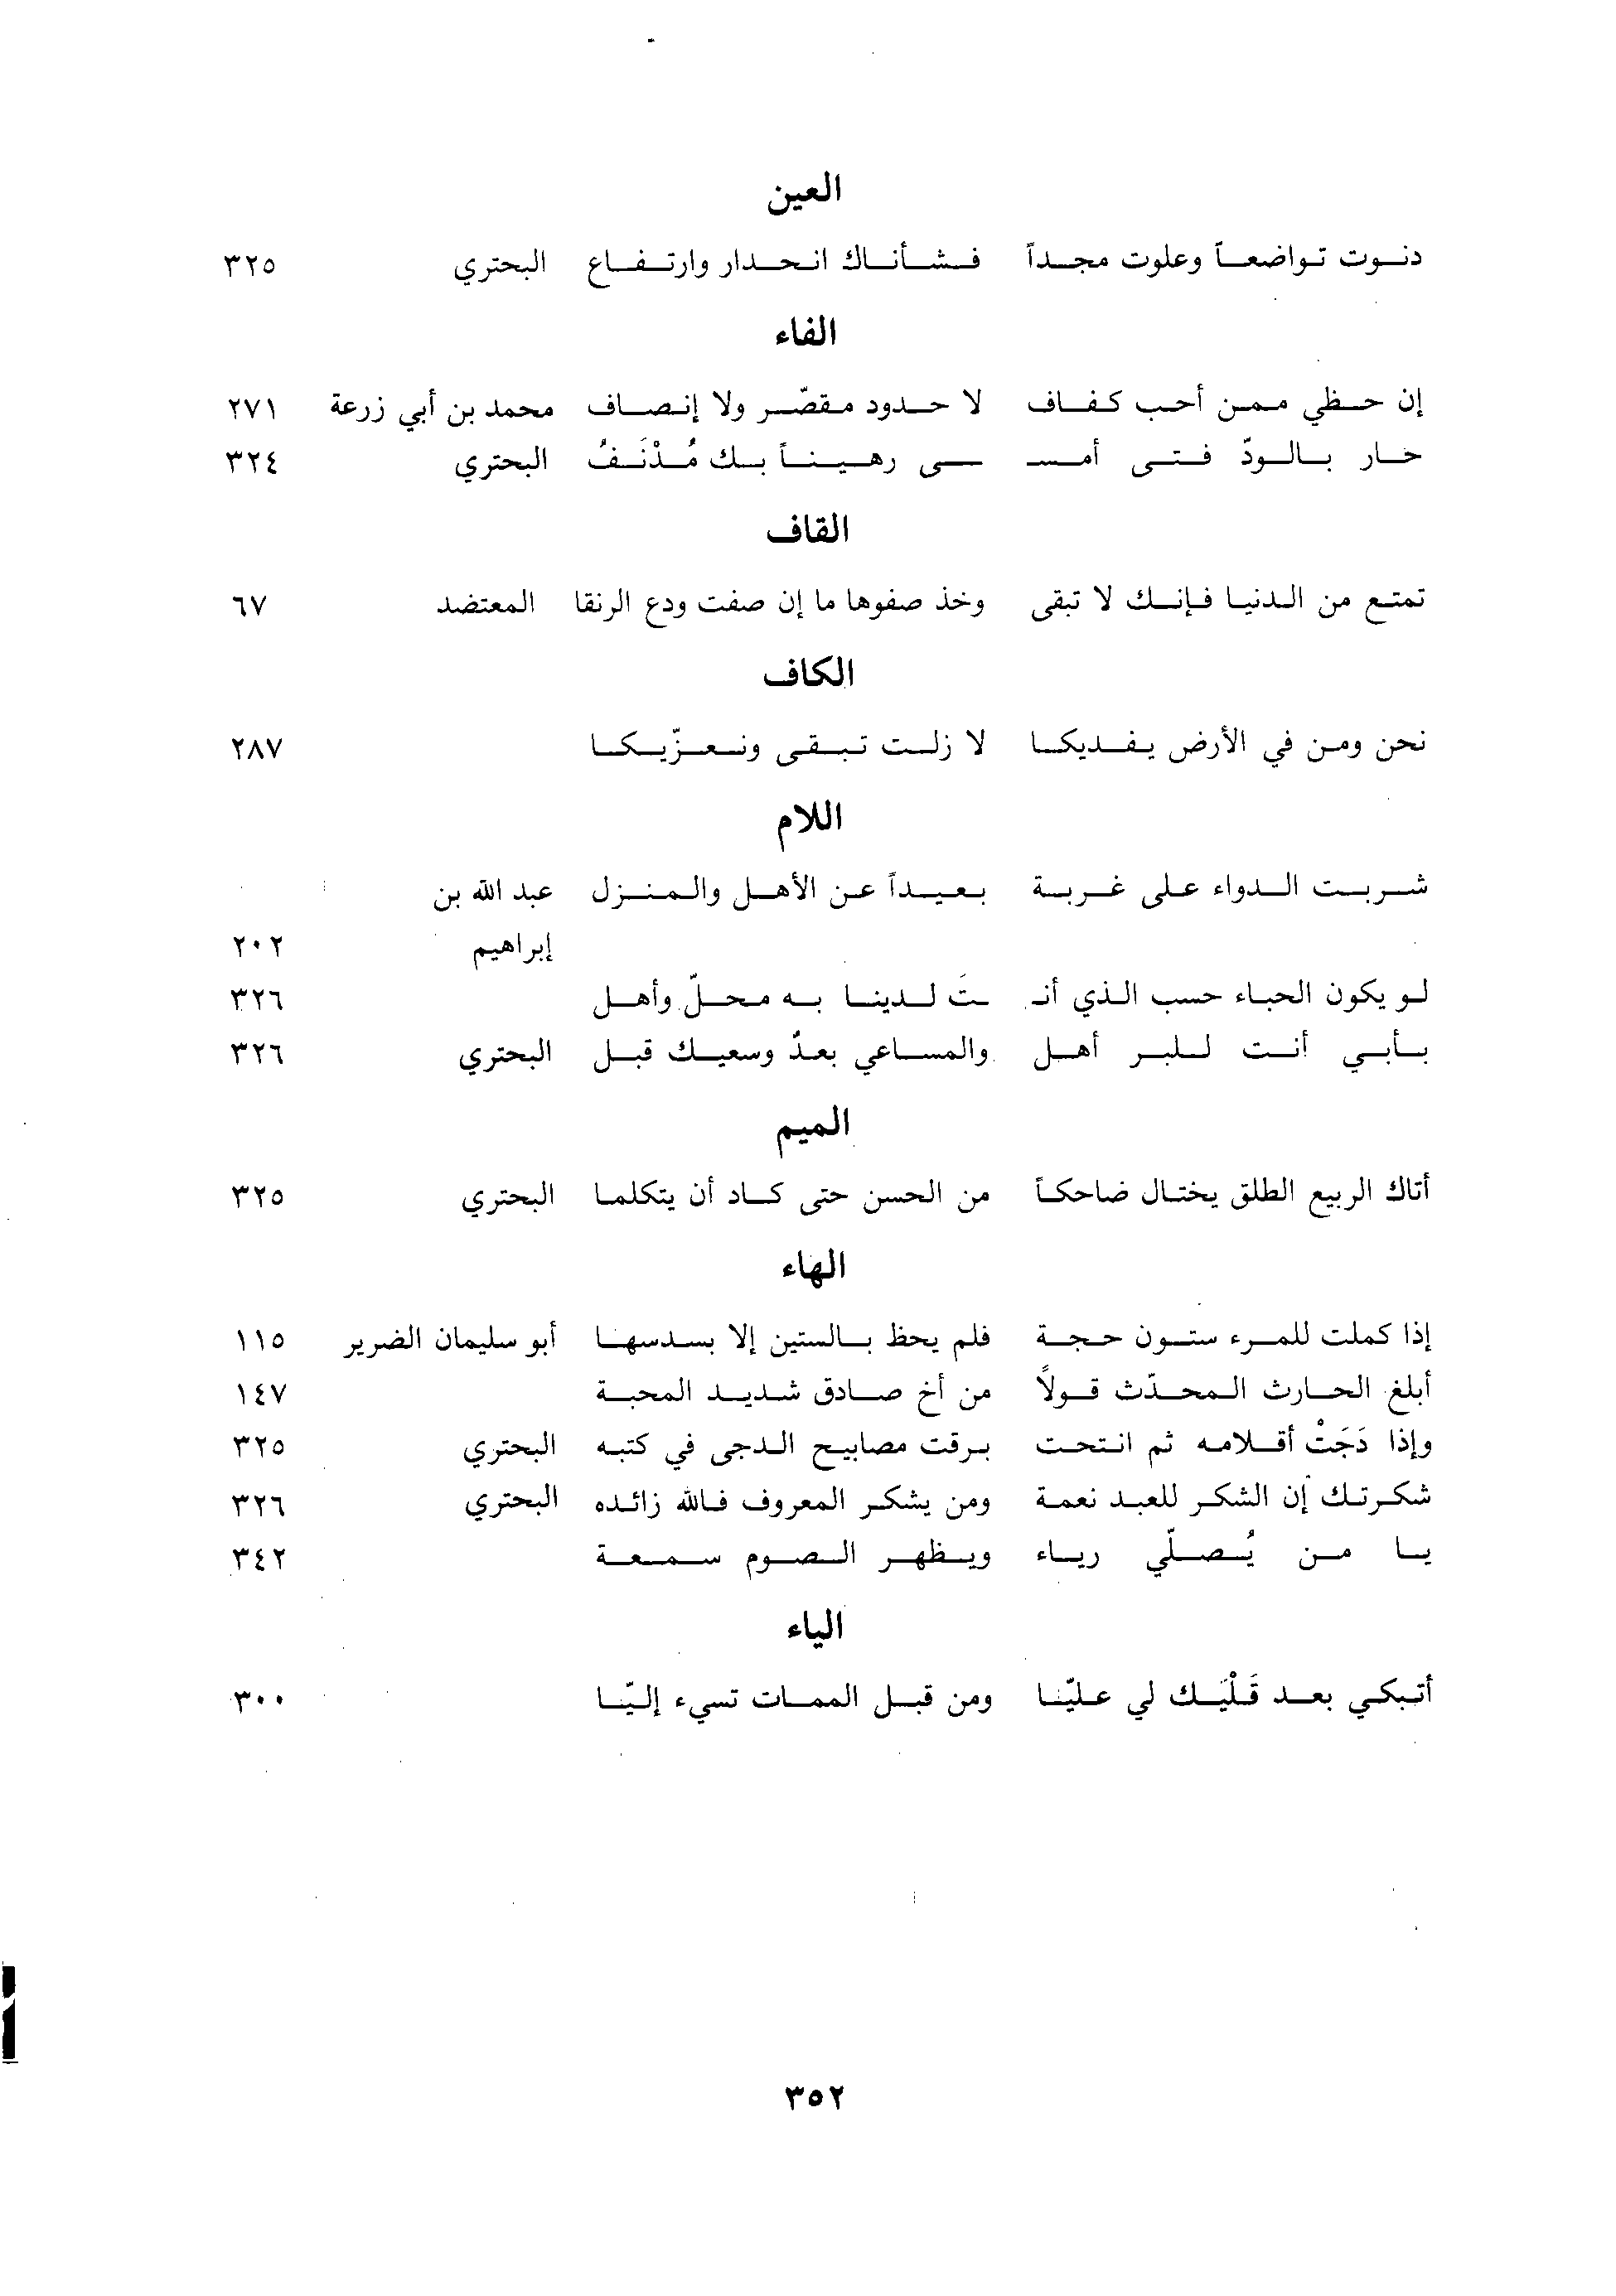 العين
دنوت تواضعاً وعلوت مجداً فشأناك انحدار وارتفاع البحتري ٣٢٥
الفاء
إن حظي ممن أحب كفاف لا حدود مقصّر ولا إنصاف محمد بن أبي زرعة ٢٧١
حار بالودّ فتى أمسـ ـى رهيناً بك مُدْنَفُ البحتري ٣٢٤
القاف
تمتع من الدنيا فإنك لا تبقى وخذ صفوها ما إن صفت ودع الرنقا المعتضد ٦٧
الكاف
نحن ومن في الأرض يفديكا لا زلت تبقى ونعزّيكا ٢٨٧
اللام
شربت الدواء على غربة بعيداً عن الأهل والمنزل عبد الله بن
إبراهيم ٢٠٢
لو يكون الحباء حسب الذي أنـ ـتَ لدينا به محلّ وأهل ٣٢٦
بأبي أنت للبر أهل والمساعي بعدٌ وسعيك قبل البحتري ٣٢٦
الميم
أتاك الربيع الطلق يختال ضاحكاً من الحسن حتى كاد أن يتكلما البحتري ٣٢٥
الهاء
إذا كملت للمرء ستون حجة فلم يحظ بالستين إلا بسدسها أبو سليمان الضرير ١١٥
أبلغ الحارث المحدّث قولاً من أخ صادق شديد المحبة ١٤٧
وإذا دَجَتْ أقلامه ثم انتحت برقت مصابيح الدجى في كتبه البحتري ٣٢٥
شكرتك إن الشكر للعبد نعمة ومن يشكر المعروف فالله زائده البحتري ٣٢٦
يا من يُصلّي رياء ويظهر الصوم سمعة ٣٤٢
الياء
أتبكي بعد قَلْيَك لي عليّنا ومن قبل الممات تسيء إليّنا ٣٠٠
٣٥٢